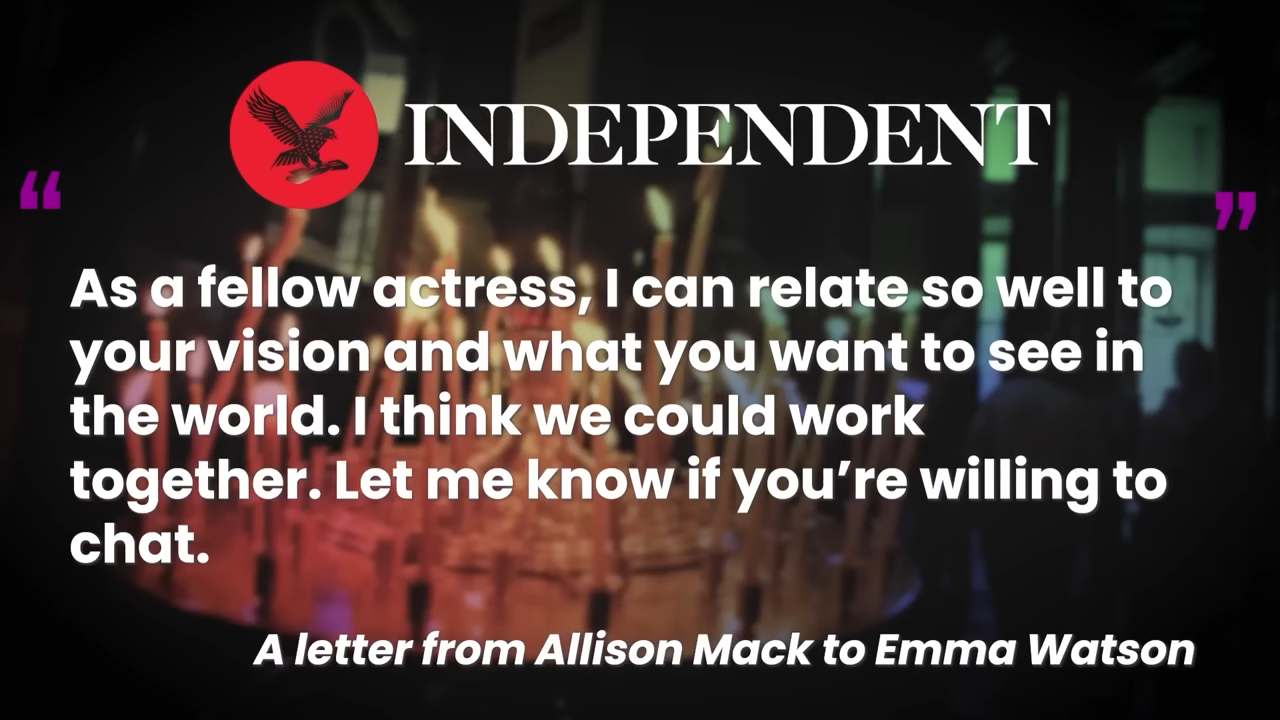 INDEPENDENT
“
”
As a fellow actress, I can relate so well to
your vision and what you want to see in
the world. I think we could work
together. Let me know if you’re willing to
chat.
A letter from Allison Mack to Emma Watson